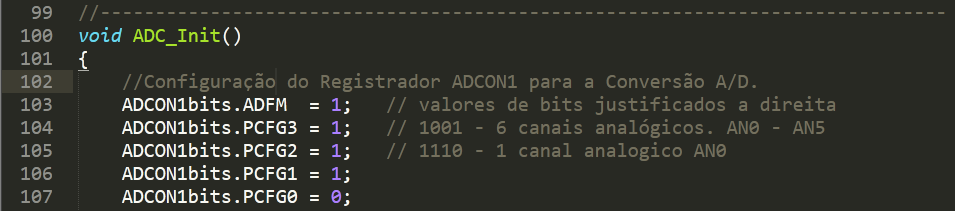 99 //------------------------------------------------------------------------------
100 void ADC_Init()
101 {
102 //Configuração do Registrador ADCON1 para a Conversão A/D.
103 ADCON1bits.ADFM = 1; // valores de bits justificados a direita
104 ADCON1bits.PCFG3 = 1; // 1001 - 6 canais analógicos. AN0 - AN5
105 ADCON1bits.PCFG2 = 1; // 1110 - 1 canal analogico AN0
106 ADCON1bits.PCFG1 = 1;
107 ADCON1bits.PCFG0 = 0;